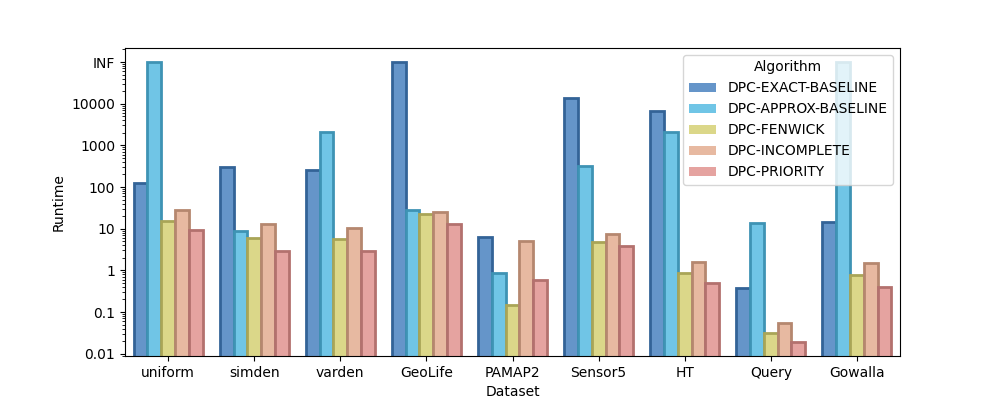 INF
10000
1000
100
10
1
0.1
0.01
Runtime
uniform
simden
varden
GeoLife
PAMAP2
Sensor5
HT
Query
Gowalla
Dataset
Algorithm
DPC-EXACT-BASELINE
DPC-APPROX-BASELINE
DPC-FENWICK
DPC-INCOMPLETE
DPC-PRIORITY